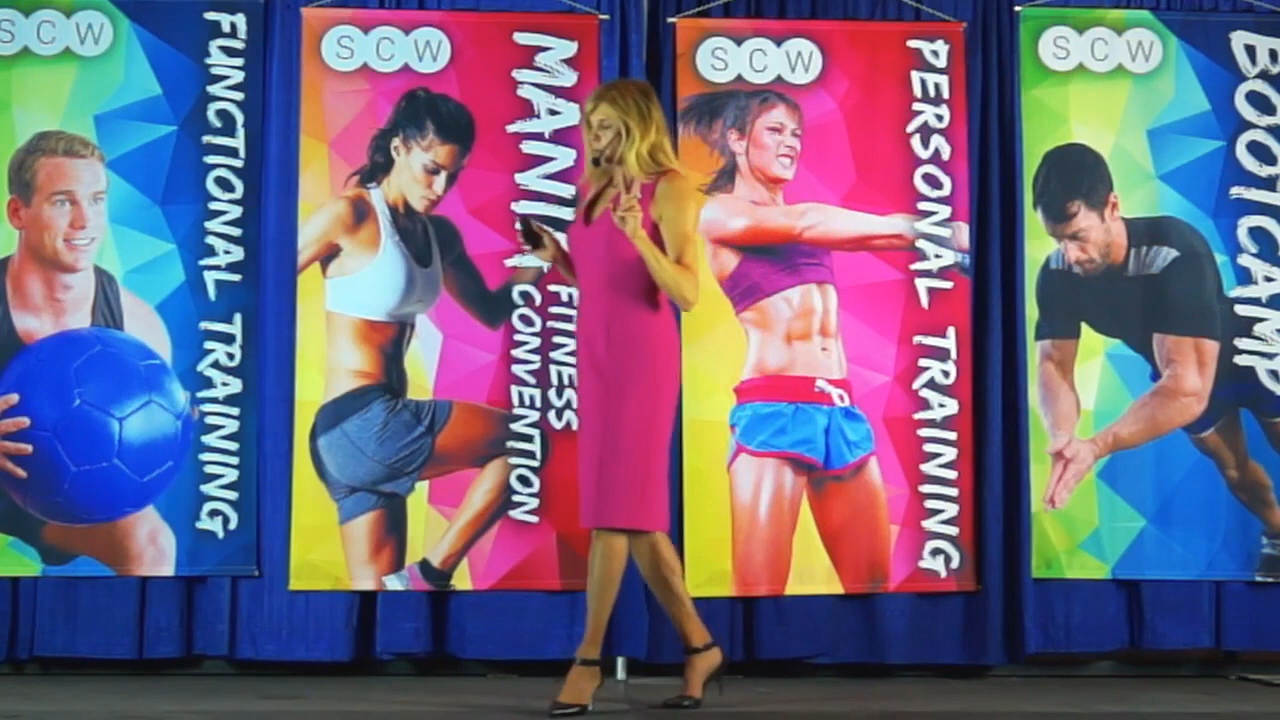 SCW
FUNCTIONAL TRAINING
SCW
FITNESS
CONVENTION
SCW
PERSONAL TRAINING
SCW
BOOTCAMP